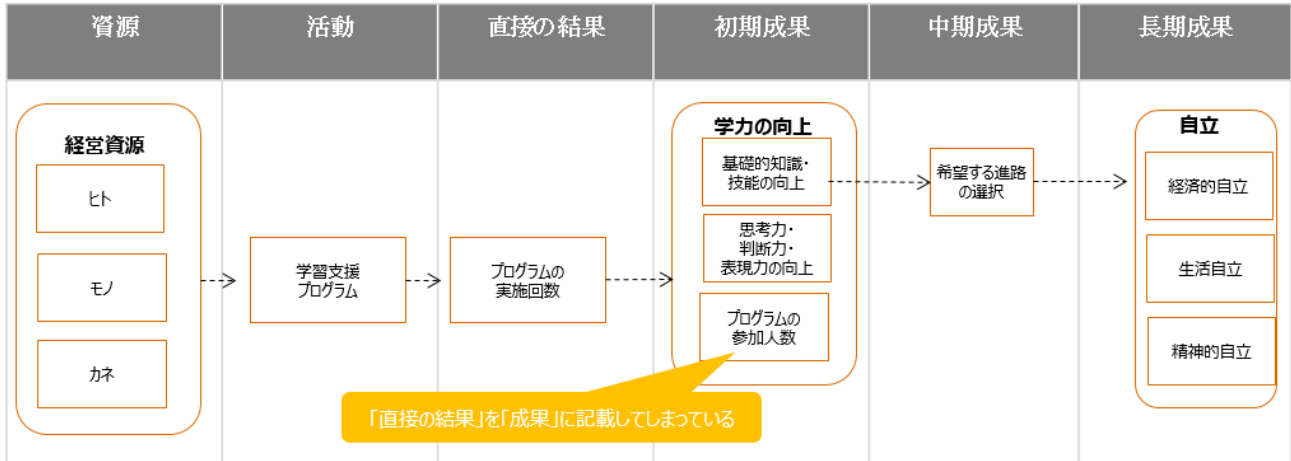 資源
活動
直接の結果
初期成果
中期成果
長期成果
経営資源
ヒト
モノ
カネ
学習支援
プログラム
プログラムの
実施回数
学力の向上
基礎的知識・
技能の向上
思考力・
判断力・
表現力の向上
プログラムの
参加人数
希望する進路
の選択
自立
経済的自立
生活自立
精神的自立
「直接の結果」を「成果」に記載してしまっている